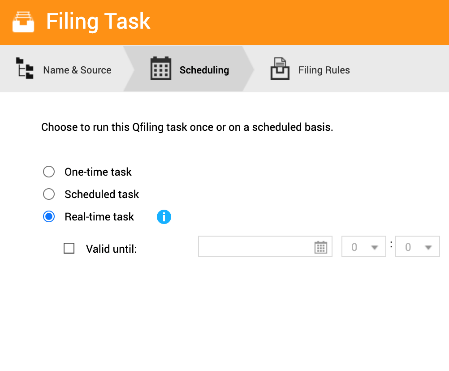 Filing Task
Name & Source
Scheduling
Filing Rules
Choose to run this Qfiling task once or on a scheduled basis.
One-time task
Scheduled task
Real-time task
i
Valid until:
0 : 0